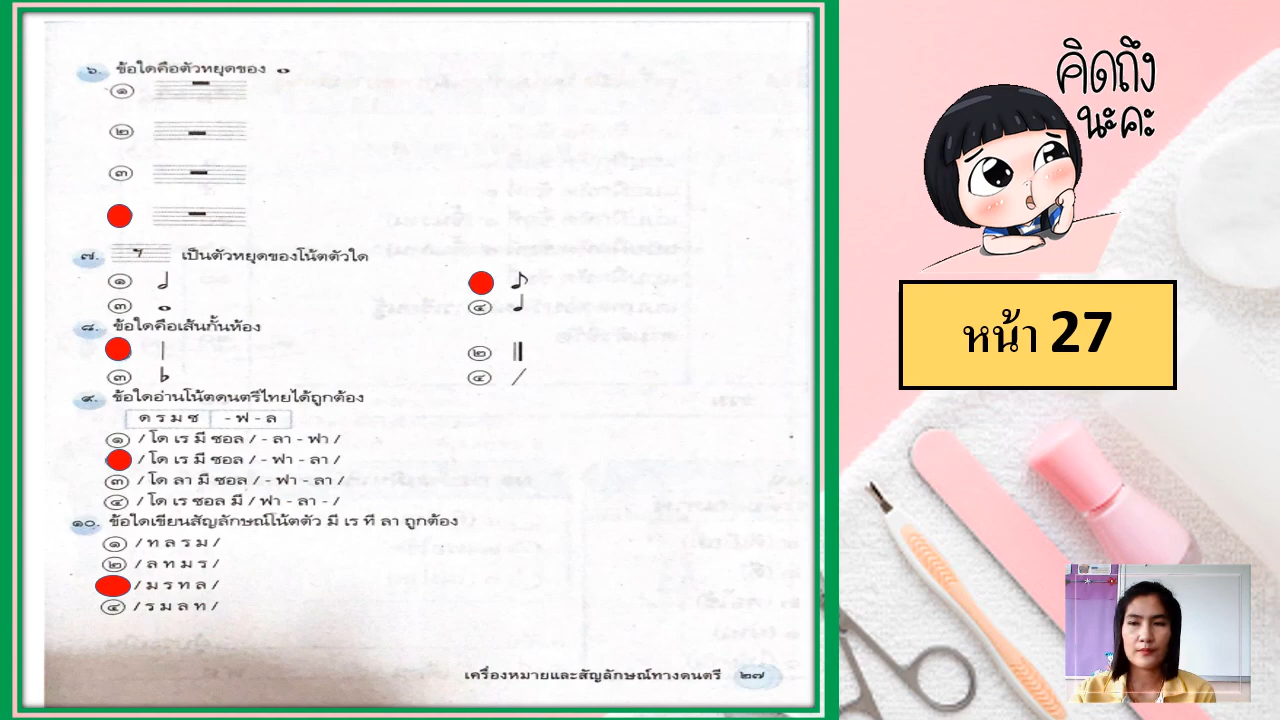 ๖. ข้อใดคือตัวหยุดของ
๑
๒
๓
๗. เป็นตัวหยุดของโน้ตตัวใด
๑
๓ ๔
๘. ข้อใดคือเส้นกั้นห้อง
๒
๓ ๔
๙. ข้อใดอ่านโน้ตดนตรีไทยได้ถูกต้อง
ด ร ม ซ - ฟ - ล
๑ / โด เร มี ซอล / - ลา - ฟา /
/ โด เร มี ซอล / - ฟา - ลา /
๓ / โด ลา มี ซอล / - ฟา - ลา /
๔ / โด เร ซอล มี / ฟา - ลา - /
๑๐. ข้อใดเขียนสัญลักษณ์โน้ตตัว มี เร ที ลา ถูกต้อง
๑ / ท ล ร ม /
๒ / ล ท ม ร /
/ ม ร ท ล /
๔ / ร ม ล ท /
เครื่องหมายและสัญลักษณ์ทางดนตรี ๒๗
คิดถึง
นะคะ
หน้า 27